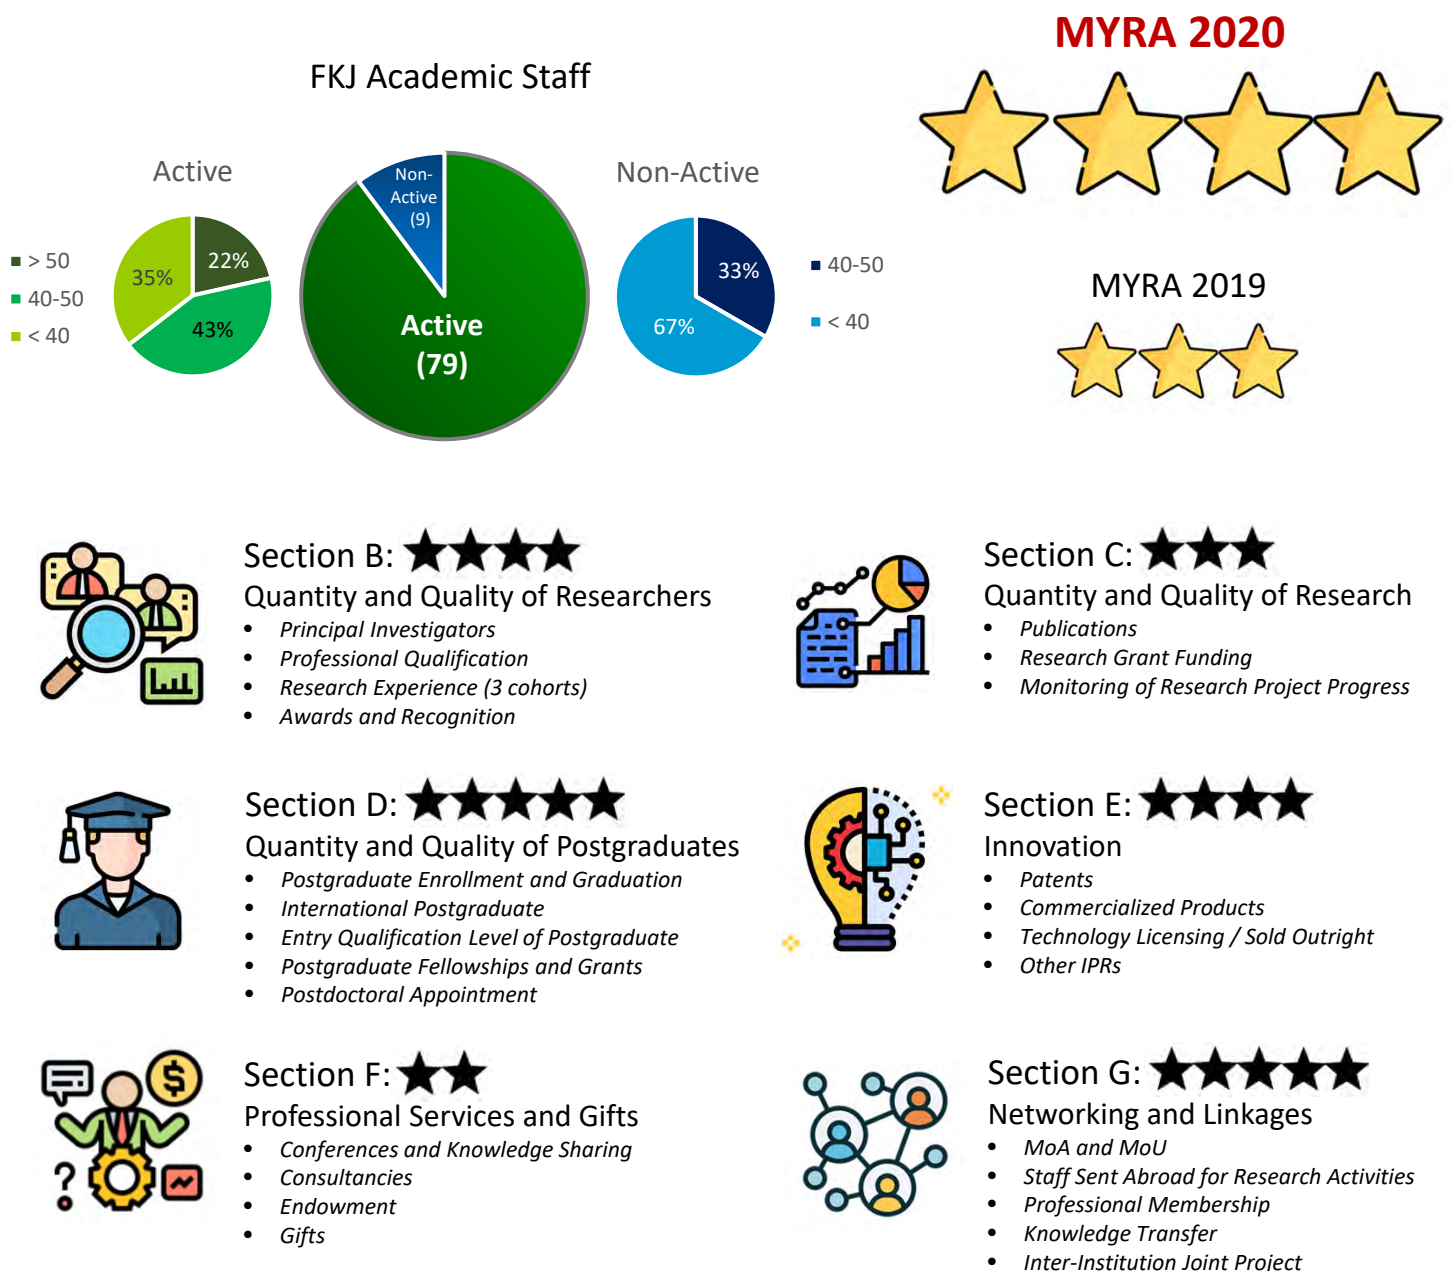 MYRA 2020
FKJ Academic Staff
Active
> 50
40-50
< 40
22%
43%
35%
Non-
Active
(9)
Active
(79)
Non-Active
33%
67%
40-50
< 40
MYRA 2019
Section B:
Quantity and Quality of Researchers
• Principal Investigators
• Professional Qualification
• Research Experience (3 cohorts)
• Awards and Recognition
Section C:
Quantity and Quality of Research
• Publications
• Research Grant Funding
• Monitoring of Research Project Progress
Section D:
Quantity and Quality of Postgraduates
• Postgraduate Enrollment and Graduation
• International Postgraduate
• Entry Qualification Level of Postgraduate
• Postgraduate Fellowships and Grants
• Postdoctoral Appointment
Section E:
Innovation
• Patents
• Commercialized Products
• Technology Licensing / Sold Outright
• Other IPRs
Section F:
Professional Services and Gifts
• Conferences and Knowledge Sharing
• Consultancies
• Endowment
• Gifts
Section G:
Networking and Linkages
• MoA and MoU
• Staff Sent Abroad for Research Activities
• Professional Membership
• Knowledge Transfer
• Inter-Institution Joint Project